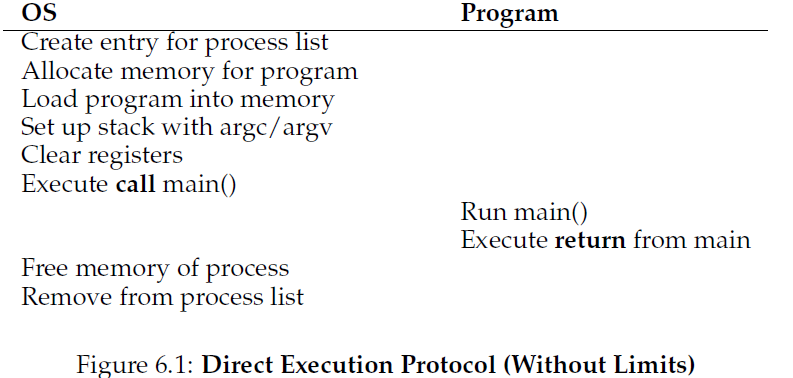 OS Program
Create entry for process list
Allocate memory for program
Load program into memory
Set up stack with argc/argv
Clear registers
Execute call main()
Run main()
Execute return from main
Free memory of process
Remove from process list
Figure 6.1: Direct Execution Protocol (Without Limits)